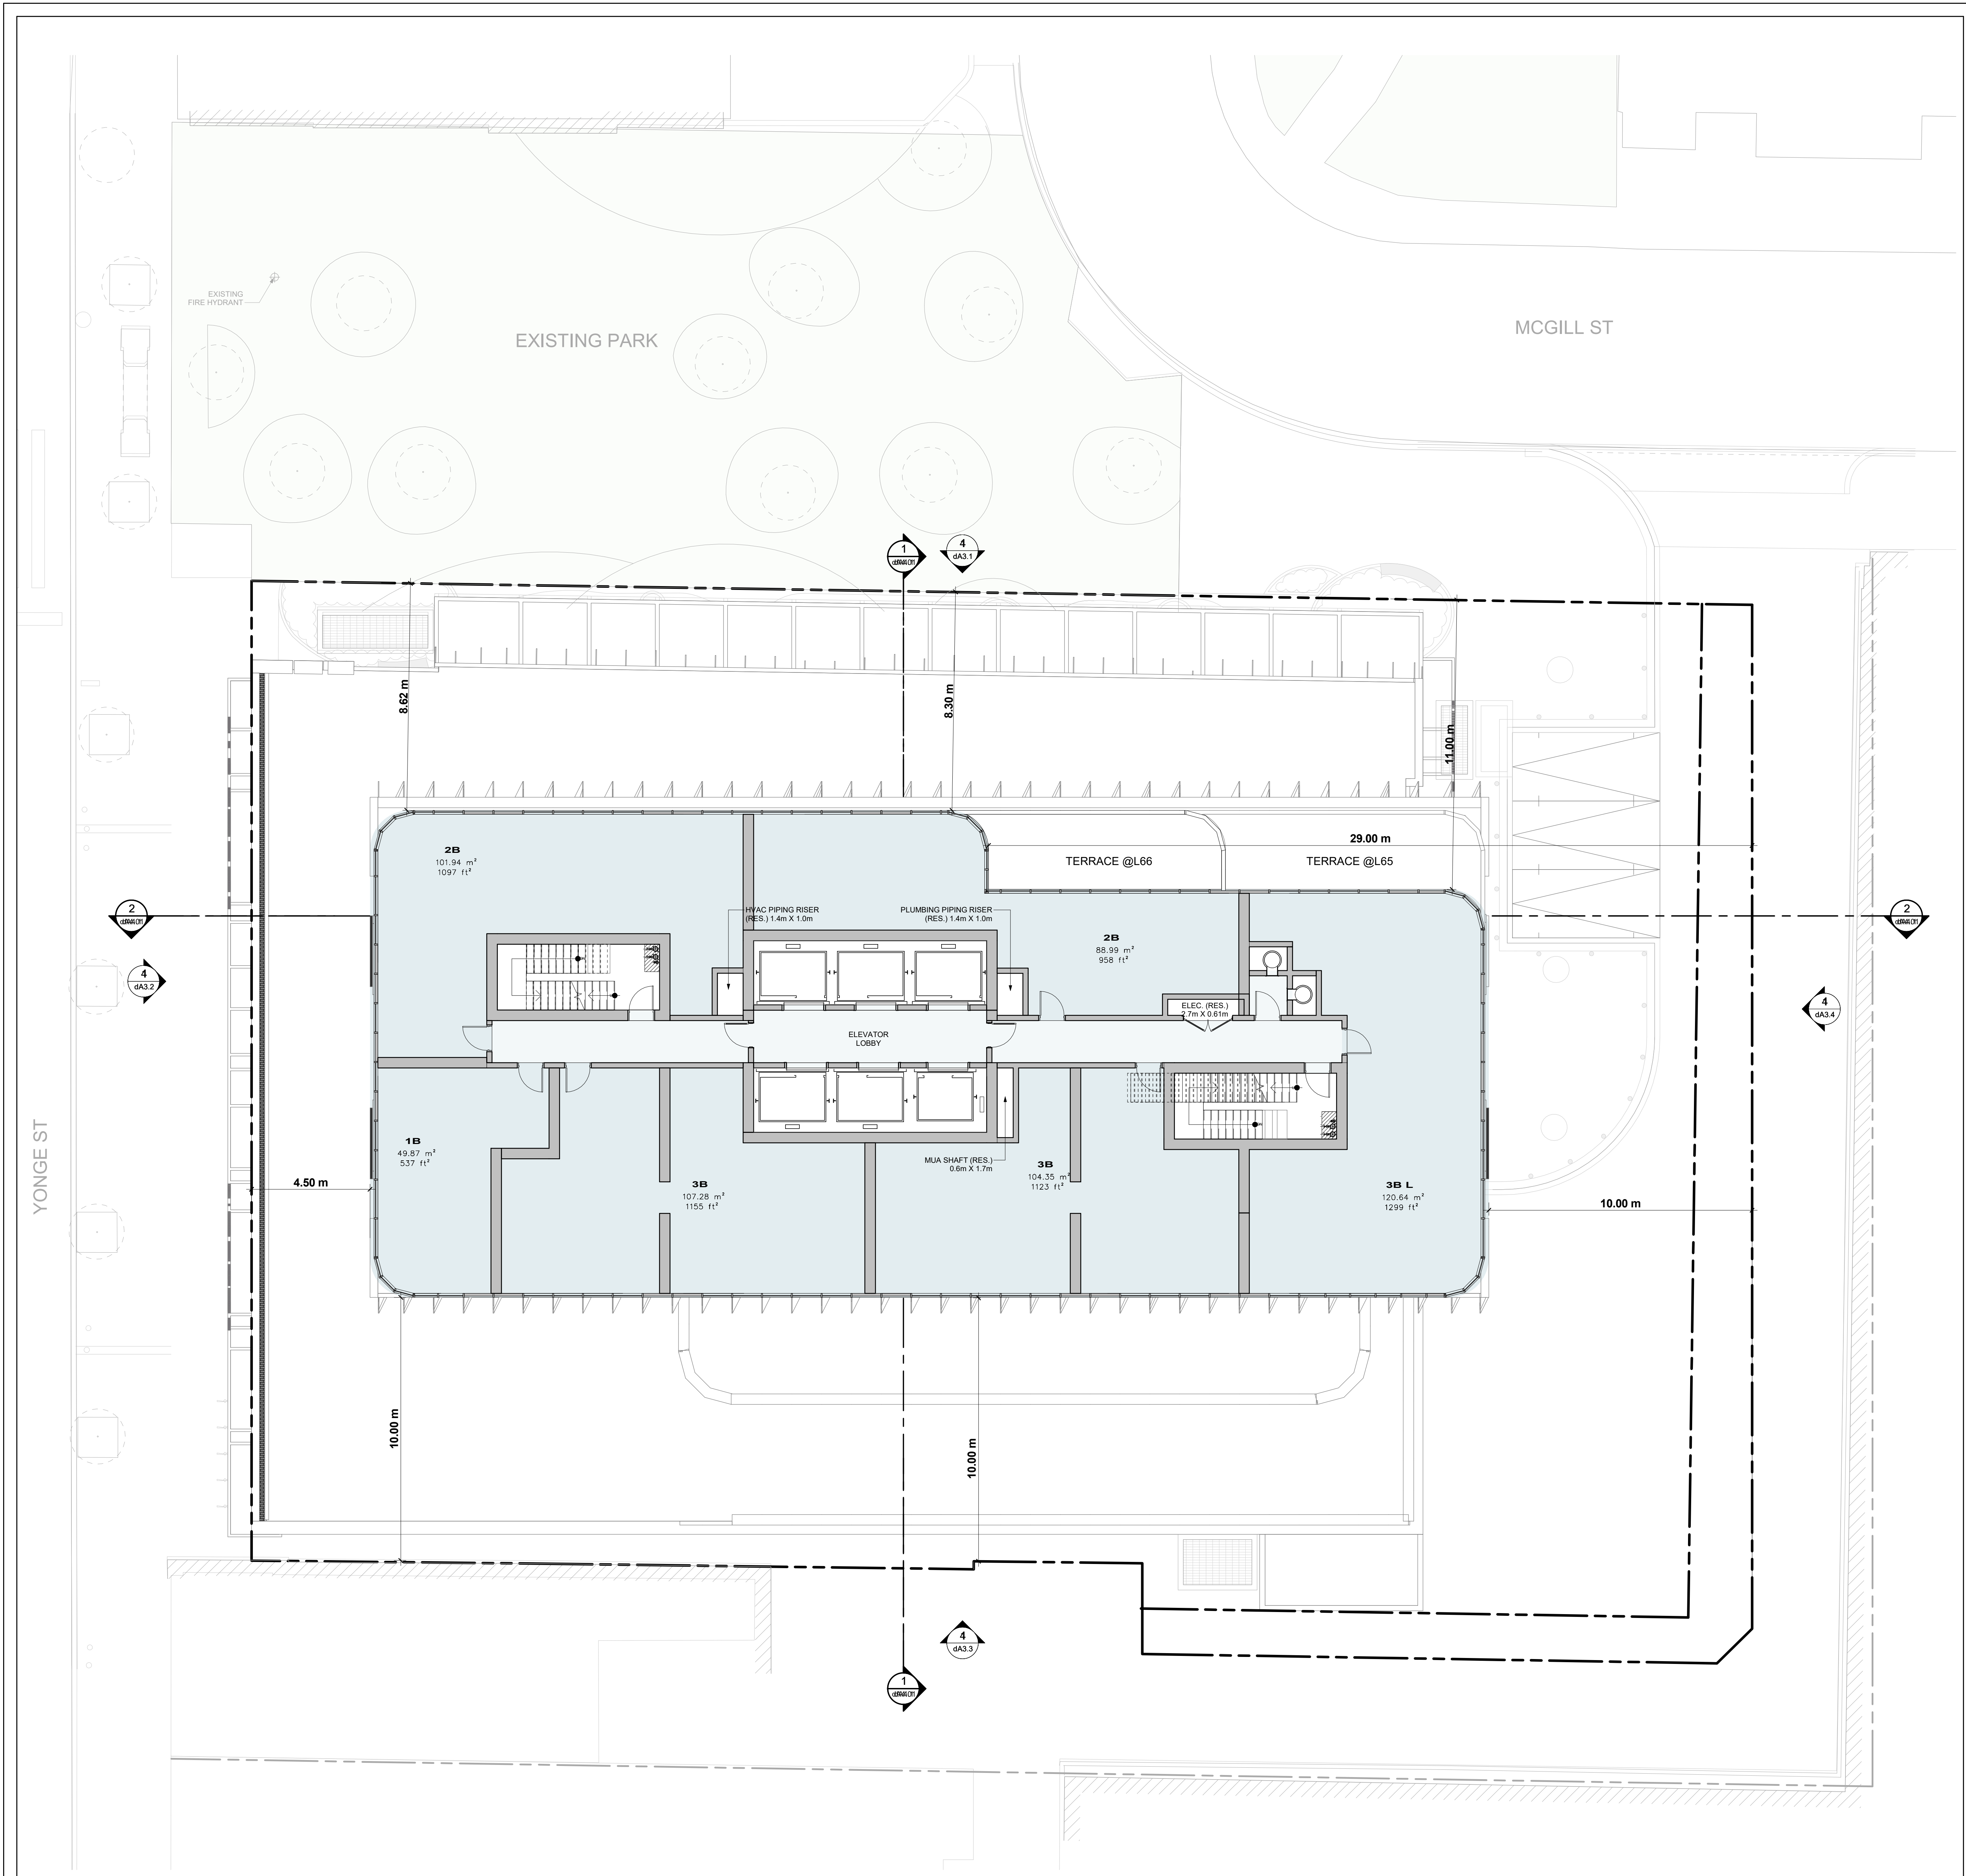 EXISTING
FIRE HYDRANT
EXISTING PARK
MCGILL ST
1
4
dA3.1
8.62 m
8.30 m
11.00 m
29.00 m
2B
101.94 m²
1097 ft²
TERRACE @L66
TERRACE @L65
HVAC PIPING RISER
(RES.) 1.4m X 1.0m
PLUMBING PIPING RISER
(RES.) 1.4m X 1.0m
2
2
2B
88.99 m²
958 ft²
4
dA3.2
4
dA3.4
ELEC. (RES.)
2.7m X 0.61m
ELEVATOR
LOBBY
1B
49.87 m²
537 ft²
YONGE ST
4.50 m
3B
107.28 m²
1155 ft²
MUA SHAFT (RES.)
0.6m X 1.7m
3B
104.35 m²
1123 ft²
3B L
120.64 m²
1299 ft²
10.00 m
10.00 m
10.00 m
4
dA3.3
1